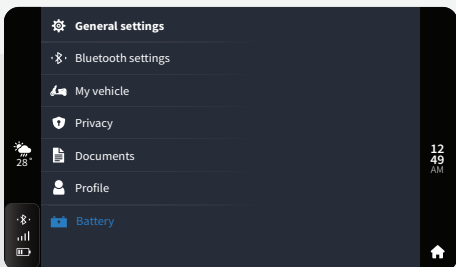 General settings
Bluetooth settings
My vehicle
Privacy
Documents
Profile
Battery
28°
12
49
AM